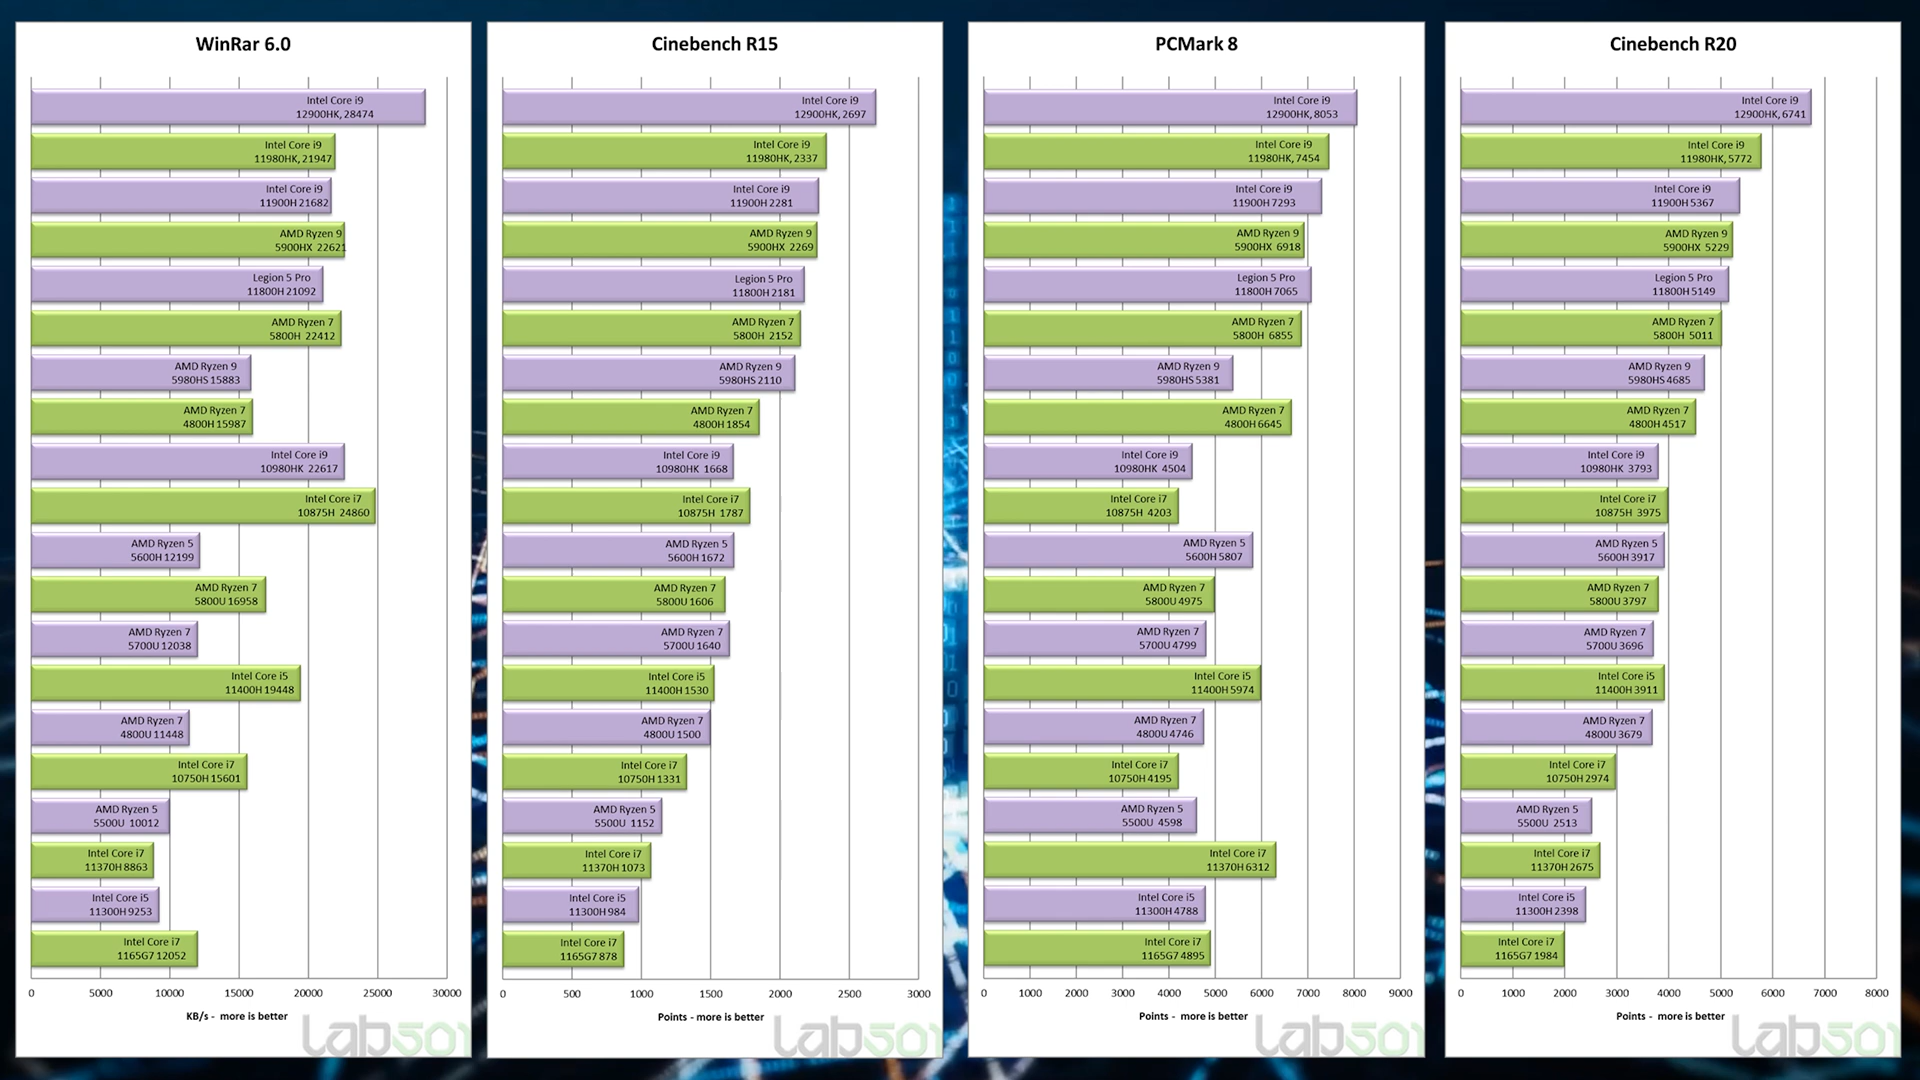 WinRar 6.0
Intel Core i9
12900HK, 28474
Intel Core i9
11980HK, 21947
Intel Core i9
11900H 21682
AMD Ryzen 9
5900HX 22621
Legion 5 Pro
11800H 21092
AMD Ryzen 7
5800H 22412
AMD Ryzen 9
5980HS 15883
AMD Ryzen 7
4800H 15987
Intel Core i9
10980HK 22617
Intel Core i7
10875H 24860
AMD Ryzen 5
5600H 12199
AMD Ryzen 7
5800U 16958
AMD Ryzen 7
5700U 12038
Intel Core i5
11400H 19448
AMD Ryzen 7
4800U 11448
Intel Core i7
10750H 15601
AMD Ryzen 5
5500U 10012
Intel Core i7
11370H 8863
Intel Core i5
11300H 9253
Intel Core i7
1165G7 12052
0 5000 10000 15000 20000 25000 30000
KB/s - more is better
Lab501
Cinebench R15
Intel Core i9
12900HK, 2697
Intel Core i9
11980HK, 2337
Intel Core i9
11900H 2281
AMD Ryzen 9
5900HX 2269
Legion 5 Pro
11800H 2181
AMD Ryzen 7
5800H 2152
AMD Ryzen 9
5980HS 2110
AMD Ryzen 7
4800H 1854
Intel Core i9
10980HK 1668
Intel Core i7
10875H 1787
AMD Ryzen 5
5600H 1672
AMD Ryzen 7
5800U 1606
AMD Ryzen 7
5700U 1640
Intel Core i5
11400H 1530
AMD Ryzen 7
4800U 1500
Intel Core i7
10750H 1331
AMD Ryzen 5
5500U 1152
Intel Core i7
11370H 1073
Intel Core i5
11300H 984
Intel Core i7
1165G7 878
0 500 1000 1500 2000 2500 3000
Points - more is better
Lab501
PCMark 8
Intel Core i9
12900HK, 8053
Intel Core i9
11980HK, 7454
Intel Core i9
11900H 7293
AMD Ryzen 9
5900HX 6918
Legion 5 Pro
11800H 7065
AMD Ryzen 7
5800H 6855
AMD Ryzen 9
5980HS 5381
AMD Ryzen 7
4800H 6645
Intel Core i9
10980HK 4504
Intel Core i7
10875H 4203
AMD Ryzen 5
5600H 5807
AMD Ryzen 7
5800U 4975
AMD Ryzen 7
5700U 4799
Intel Core i5
11400H 5974
AMD Ryzen 7
4800U 4746
Intel Core i7
10750H 4195
AMD Ryzen 5
5500U 4598
Intel Core i7
11370H 6312
Intel Core i5
11300H 4788
Intel Core i7
1165G7 4895
0 1000 2000 3000 4000 5000 6000 7000 8000 9000
Points - more is better
Lab501
Cinebench R20
Intel Core i9
12900HK, 6741
Intel Core i9
11980HK, 5772
Intel Core i9
11900H 5367
AMD Ryzen 9
5900HX 5229
Legion 5 Pro
11800H 5149
AMD Ryzen 7
5800H 5011
AMD Ryzen 9
5980HS 4685
AMD Ryzen 7
4800H 4517
Intel Core i9
10980HK 3793
Intel Core i7
10875H 3975
AMD Ryzen 5
5600H 3917
AMD Ryzen 7
5800U 3797
AMD Ryzen 7
5700U 3696
Intel Core i5
11400H 3911
AMD Ryzen 7
4800U 3679
Intel Core i7
10750H 2974
AMD Ryzen 5
5500U 2513
Intel Core i7
11370H 2675
Intel Core i5
11300H 2398
Intel Core i7
1165G7 1984
0 1000 2000 3000 4000 5000 6000 7000 8000
Points - more is better
Lab501